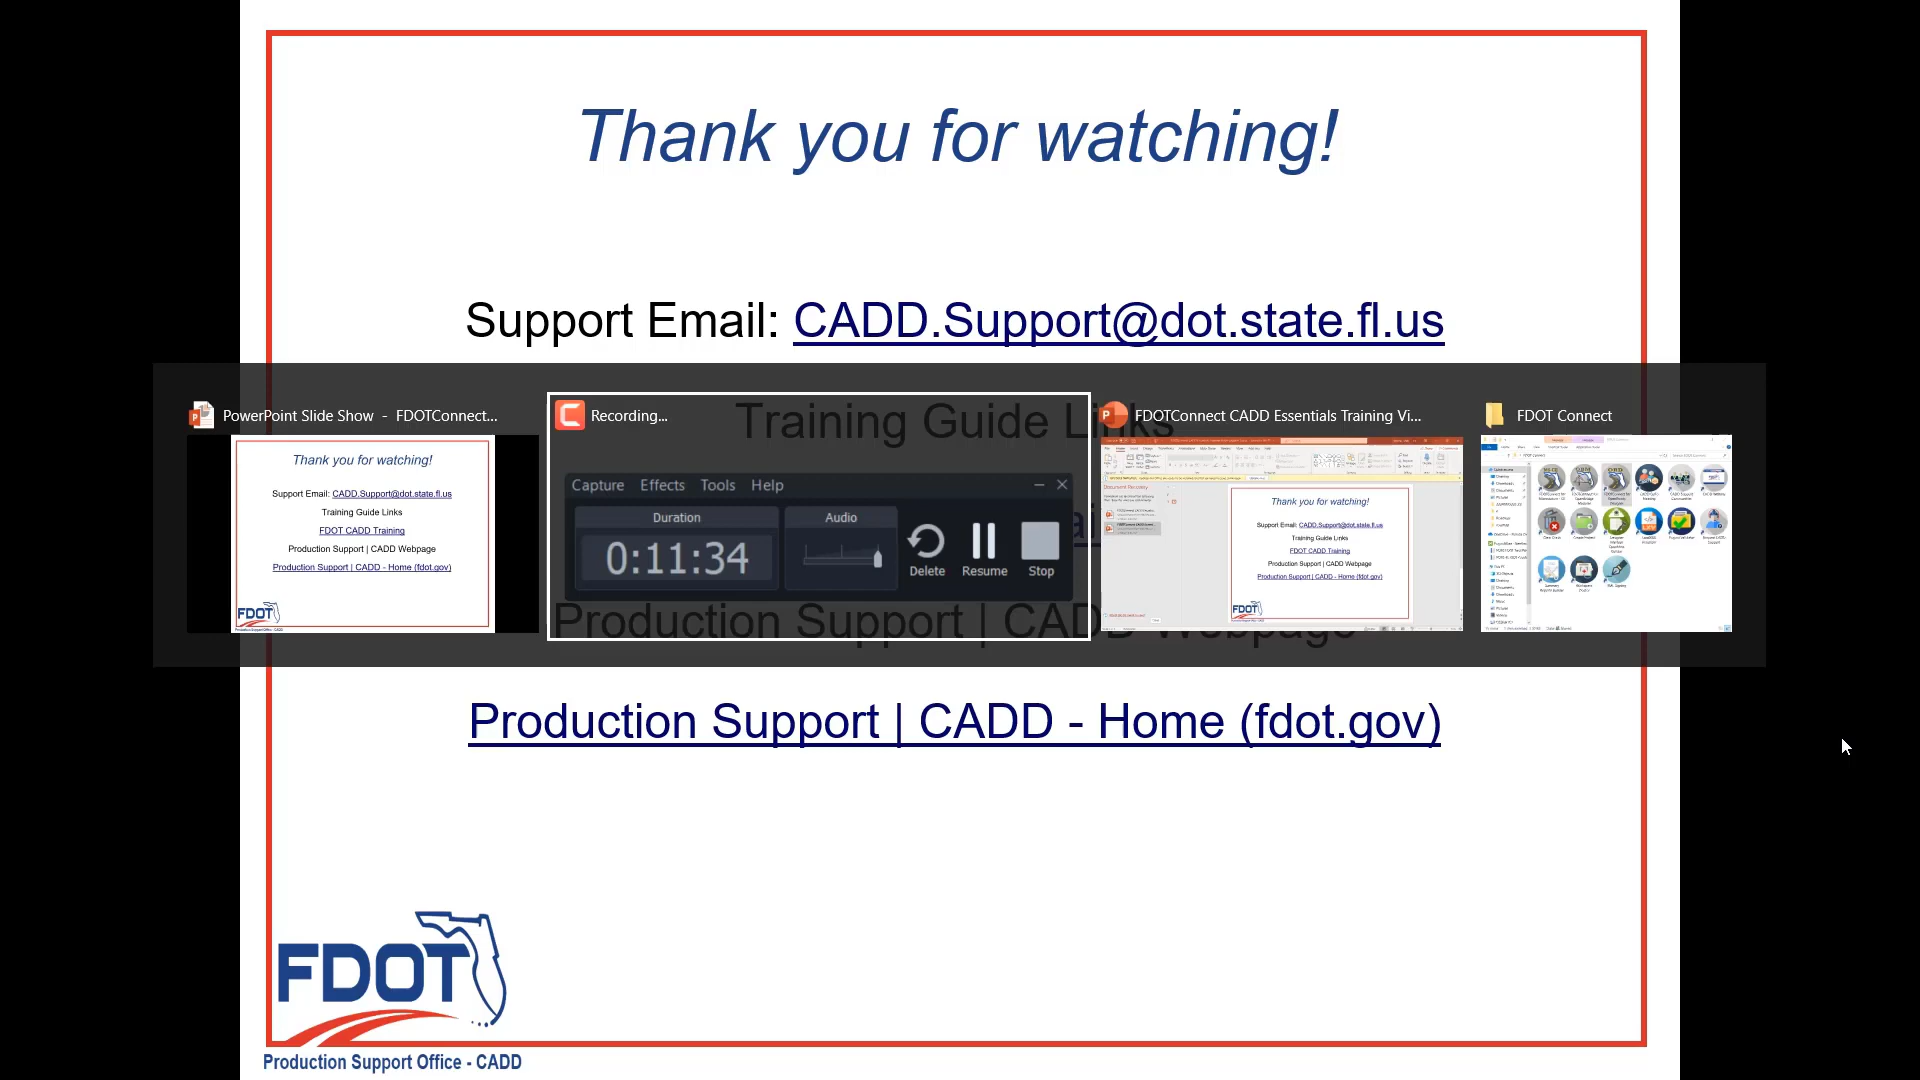 Thank you for watching!
Support Email: CADD.Support@dot.state.fl.us
PowerPoint Slide Show - FDOTConnect...
Recording...
Training Guide Links
FDOTConnect CADD Essentials Training Vi...
FDOT Connect
Thank you for watching!
Support Email: CADD.Support@dot.state.fl.us
Training Guide Links
FDOT CADD Training
Production Support | CADD Webpage
Production Support | CADD - Home (fdot.gov)
FDOT
Capture Effects Tools Help
Duration
0:11:34
Audio
Delete
Resume
Stop
Thank you for watching!
Support Email: CADD.Support@dot.state.fl.us
Training Guide Links
FDOT CADD Training
Production Support | CADD Webpage
Production Support | CADD - Home (fdot.gov)
FDOT
Production Support | CADD Webpage
Production Support | CADD - Home (fdot.gov)
FDOT
Production Support Office - CADD